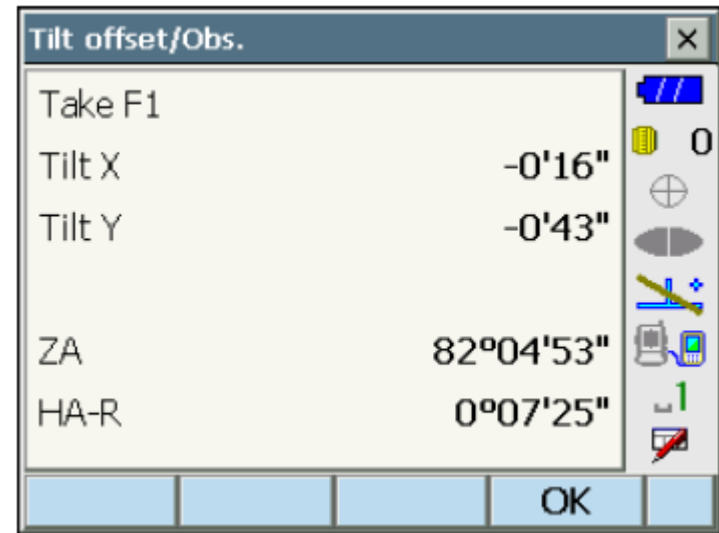 Tilt offset/Obs.
Take F1
Tilt X -0'16"
Tilt Y -0'43"
ZA 82º04'53"
HA-R 0º07'25"
0
1
OK